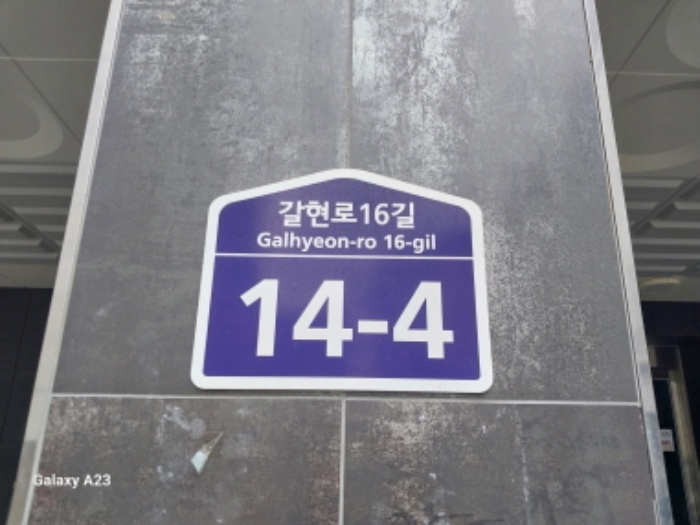 갈현로16길
Galhyeon-ro 16-gil
14-4
Galaxy A23